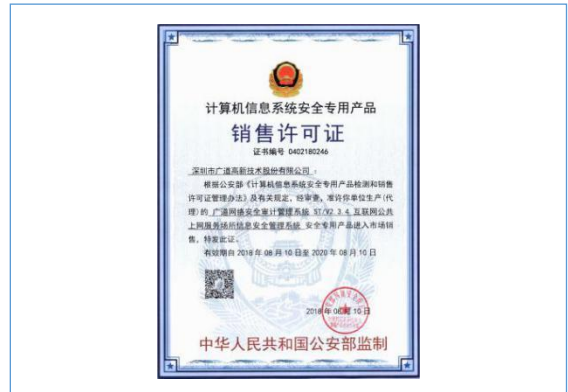 计算机信息系统安全专用产品
销售许可证
证书编号 0402180246
深圳市广道高新技术股份有限公司：
根据公安部《计算机信息系统安全专用产品检测和销售
许可证管理办法》及有关规定，经审查，准许你单位生产(代
理)的 广道网络安全审计管理系统 ST/V2.3.4 互联网公共
上网服务场所信息安全管理系统 安全专用产品进入市场销
售，特发此证。
有效期自 2018 年 08 月 10 日至 2020 年 08 月 10 日
2018 年 08 月 10 日
中华人民共和国公安部监制